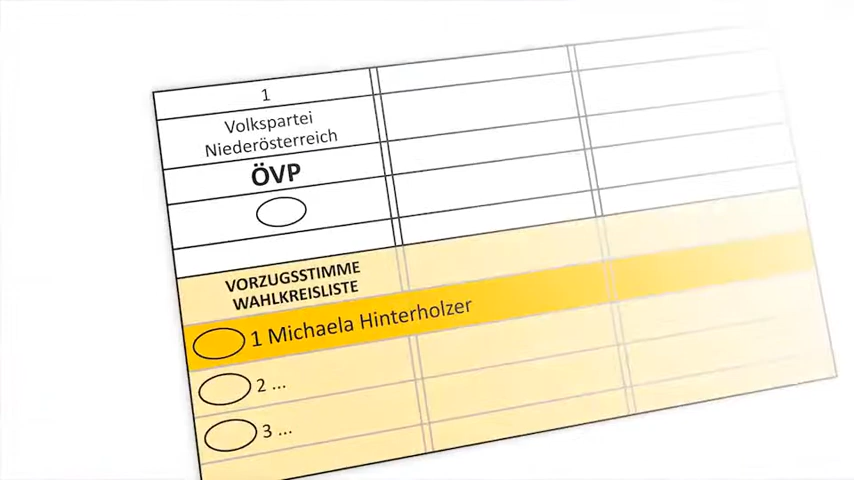 1
Volkspartei
Niederösterreich
ÖVP
VORZUGSSTIMME
WAHLKREISLISTE
1 Michaela Hinterholzer
2 ...
3 ...